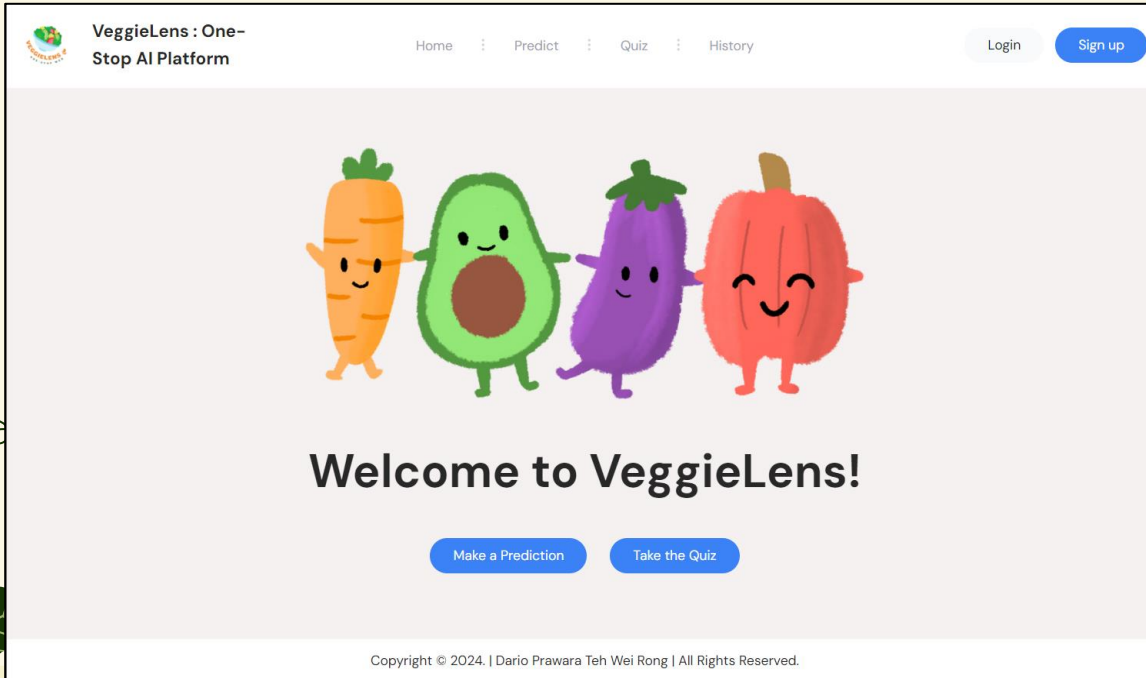 VeggieLens : One-
Stop AI Platform
Home
Predict
Quiz
History
Login
Sign up
VEGGIELENS
Welcome to VeggieLens!
Make a Prediction
Take the Quiz
Copyright © 2024. | Dario Prawara Teh Wei Rong | All Rights Reserved.